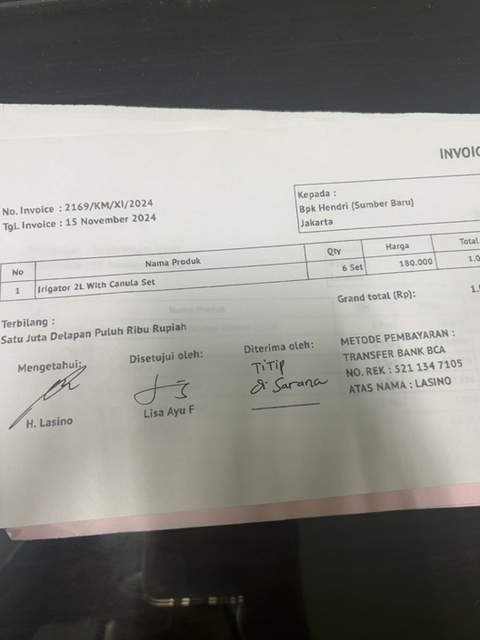 INVOIC
No. Invoice : 2169/KM/XI/2024
Tgl. Invoice : 15 November 2024
Kepada :
Bpk Hendri (Sumber Baru)
Jakarta
No Nama Produk Qty Harga Total
1 Irigator 2L With Canula Set 6 Set 180.000 1.0
Grand total (Rp): 1.
Terbilang :
Satu Juta Delapan Puluh Ribu Rupiah
Mengetahui: Disetujui oleh: Diterima oleh:
Titip
di Sarana
H. Lasino Lisa Ayu F
METODE PEMBAYARAN :
TRANSFER BANK BCA
NO. REK : 521 134 7105
ATAS NAMA : LASINO